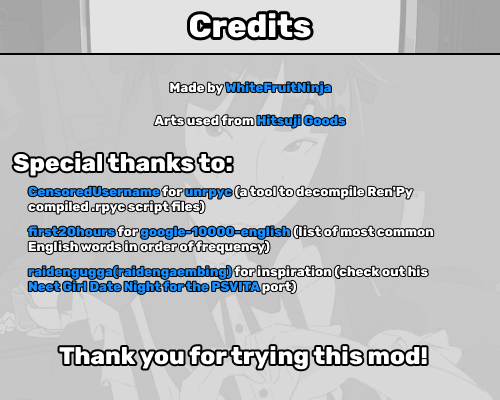 Credits
Made by WhiteFruitNinja
Arts used from Hitsuji Goods
Special thanks to:
CensoredUsername for unrpyc (a tool to decompile Ren'Py
compiled .rpyc script files)
first20hours for google-10000-english (list of most common
English words in order of frequency)
raidengugga(raidengaembing) for inspiration (check out his
Neet Girl Date Night for the PSVITA port)
Thank you for trying this mod!